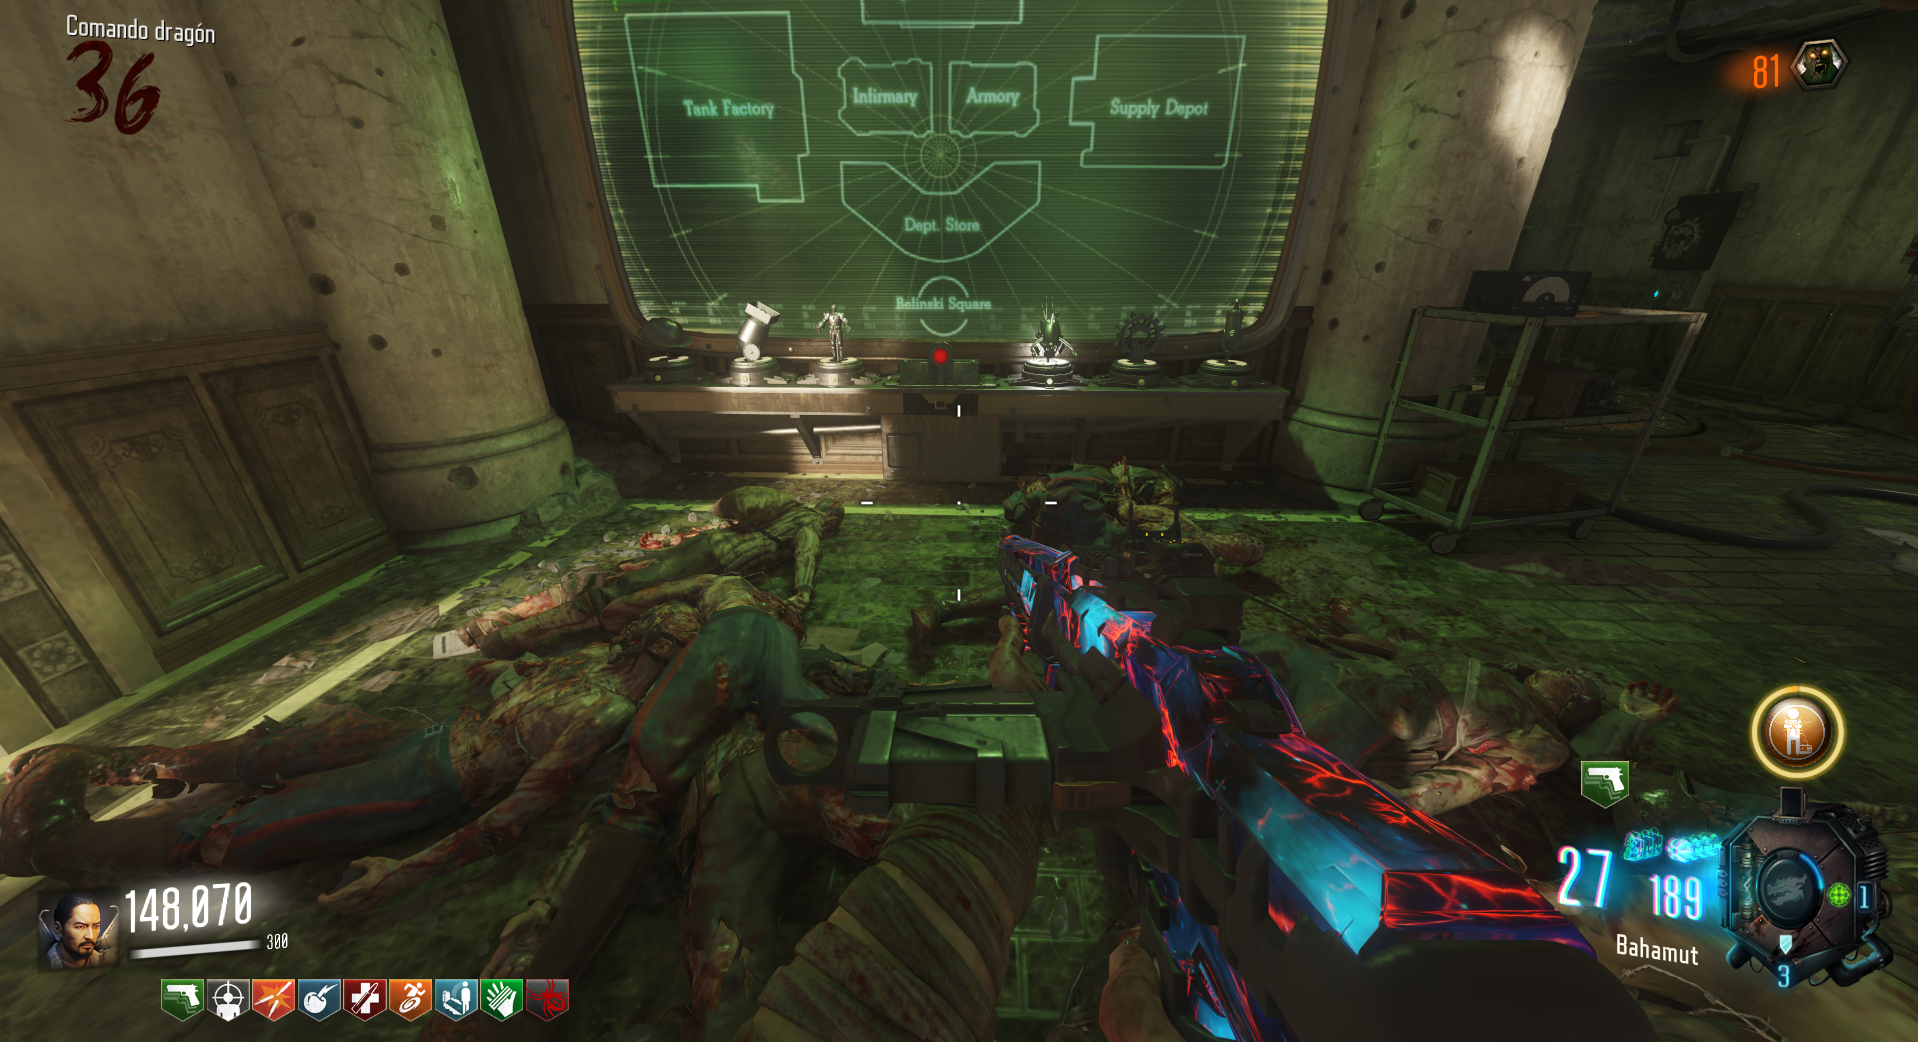 Comando dragón
36
81
Tank Factory
Infirmary
Armory
Supply Depot
Dept. Store
Belinski Square
148,070
300
27
189
1
Bahamut
3